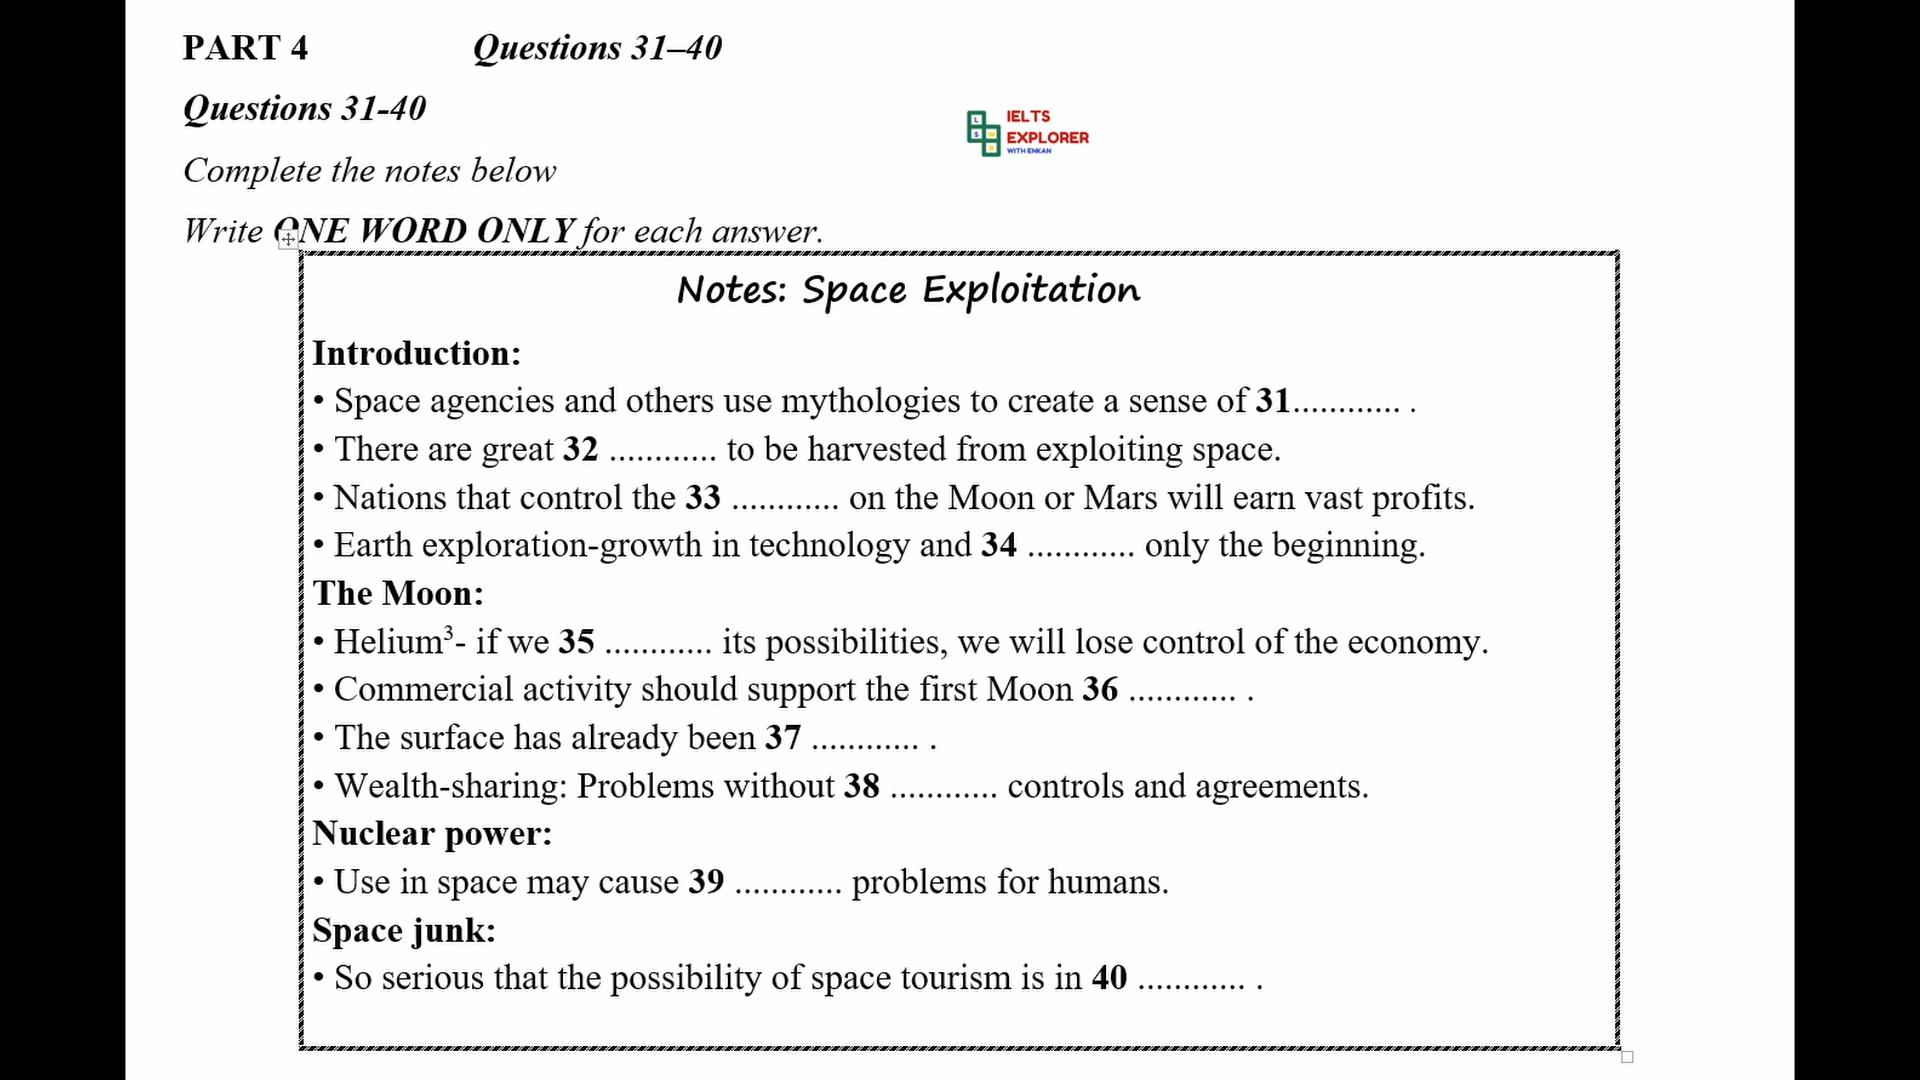 PART 4 Questions 31–40
Questions 31-40
IELTS
EXPLORER
WITH ENKAN
Complete the notes below
Write ONE WORD ONLY for each answer.
Notes: Space Exploitation
Introduction:
• Space agencies and others use mythologies to create a sense of 31............ .
• There are great 32 ............ to be harvested from exploiting space.
• Nations that control the 33 ............ on the Moon or Mars will earn vast profits.
• Earth exploration-growth in technology and 34 ............ only the beginning.
The Moon:
• Helium³- if we 35 ............ its possibilities, we will lose control of the economy.
• Commercial activity should support the first Moon 36 ............ .
• The surface has already been 37 ............ .
• Wealth-sharing: Problems without 38 ............ controls and agreements.
Nuclear power:
• Use in space may cause 39 ............ problems for humans.
Space junk:
• So serious that the possibility of space tourism is in 40 ............ .